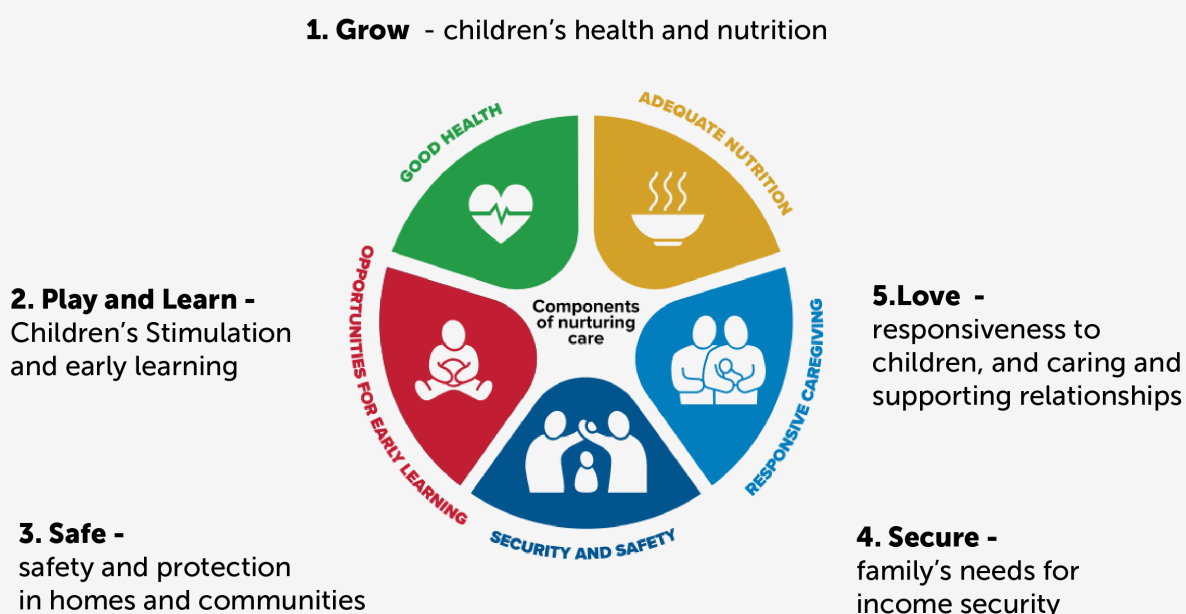 1. Grow - children’s health and nutrition
GOOD HEALTH
ADEQUATE NUTRITION
OPPORTUNITIES FOR EARLY LEARNING
Components
of nurturing
care
RESPONSIVE CAREGIVING
SECURITY AND SAFETY
2. Play and Learn -
Children’s Stimulation
and early learning
5.Love -
responsiveness to
children, and caring and
supporting relationships
3. Safe -
safety and protection
in homes and communities
4. Secure -
family’s needs for
income security